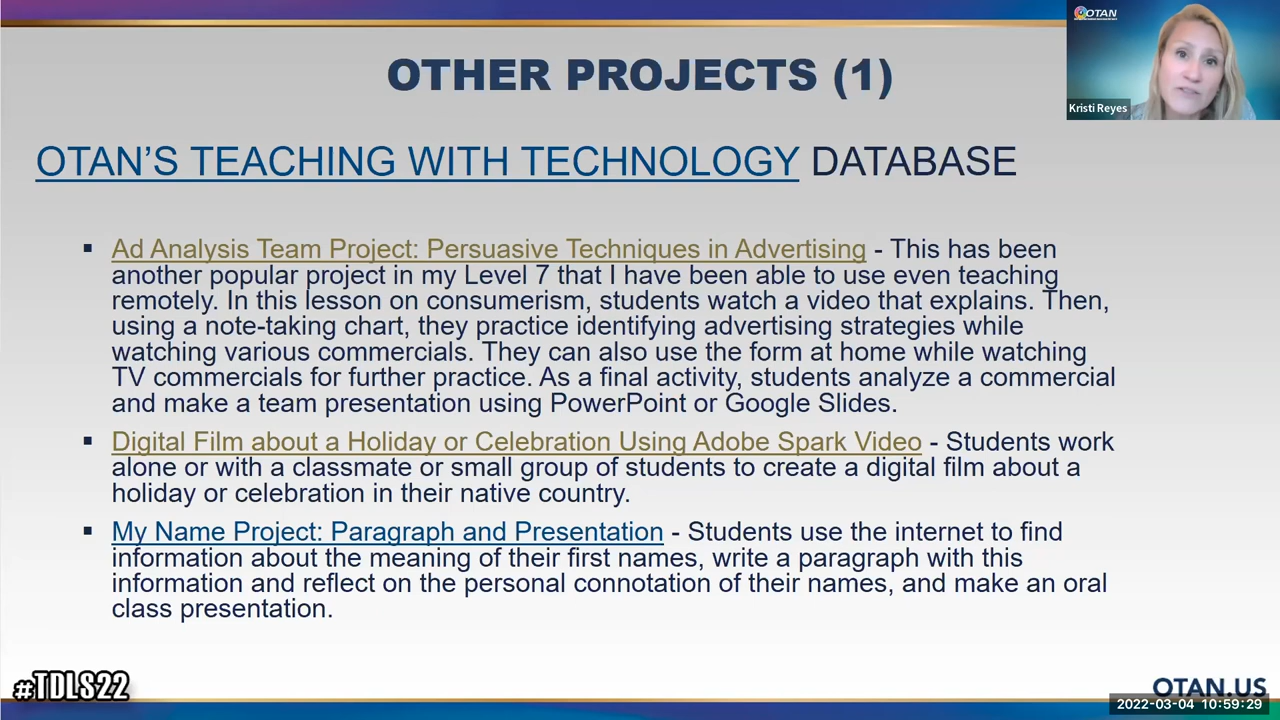 OTAN
Kristi Reyes
OTHER PROJECTS (1)
OTAN’S TEACHING WITH TECHNOLOGY DATABASE
▪ Ad Analysis Team Project: Persuasive Techniques in Advertising - This has been
another popular project in my Level 7 that I have been able to use even teaching
remotely. In this lesson on consumerism, students watch a video that explains. Then,
using a note-taking chart, they practice identifying advertising strategies while
watching various commercials. They can also use the form at home while watching
TV commercials for further practice. As a final activity, students analyze a commercial
and make a team presentation using PowerPoint or Google Slides.
▪ Digital Film about a Holiday or Celebration Using Adobe Spark Video - Students work
alone or with a classmate or small group of students to create a digital film about a
holiday or celebration in their native country.
▪ My Name Project: Paragraph and Presentation - Students use the internet to find
information about the meaning of their first names, write a paragraph with this
information and reflect on the personal connotation of their names, and make an oral
class presentation.
#TDLS22
OTAN.US
2022-03-04 10:59:29